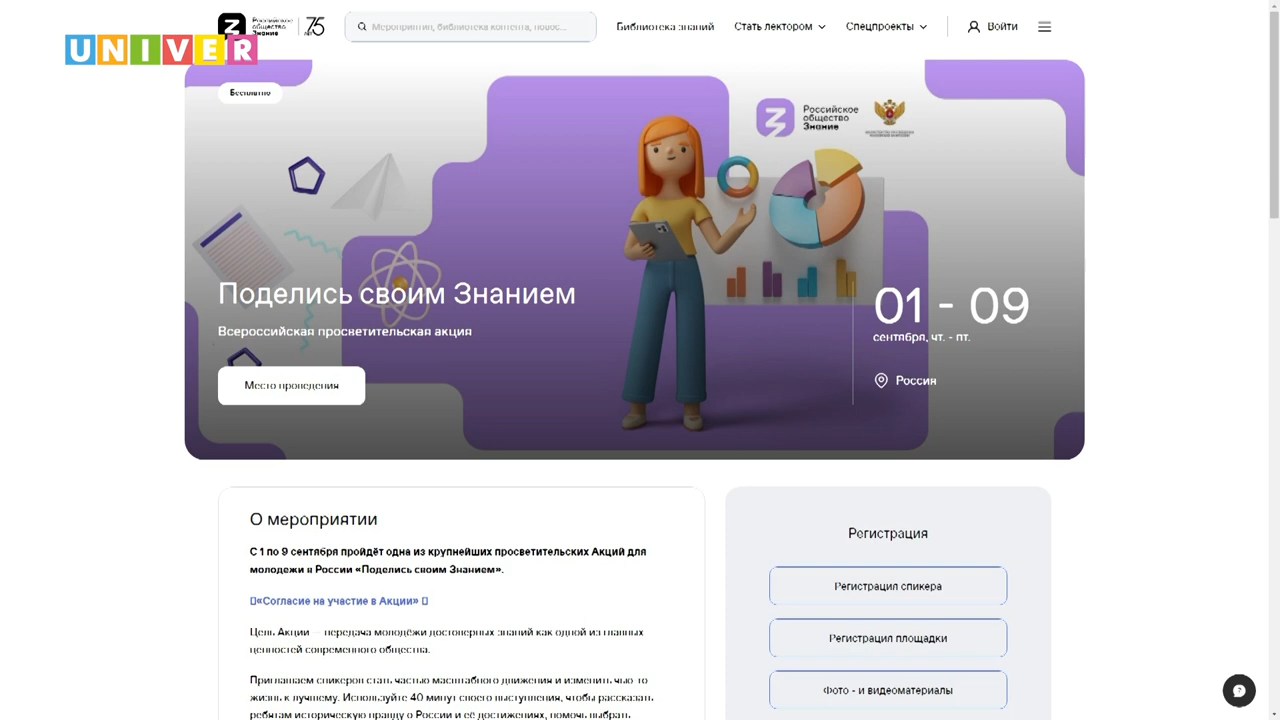 Российское
общество
Знание
75
лет
Мероприятия, библиотека контента, новос...
Библиотека знаний
Стать лектором
Спецпроекты
Войти
UNIVER
Бесплатно
Российское
общество
Знание
Поделись своим Знанием
Всероссийская просветительская акция
Место проведения
01 - 09
сентября, чт. - пт.
Россия
О мероприятии
С 1 по 9 сентября пройдёт одна из крупнейших просветительских Акций для
молодежи в России «Поделись своим Знанием».
«Согласие на участие в Акции»
Цель Акции — передача молодёжи достоверных знаний как одной из главных
ценностей современного общества.
Приглашаем спикеров стать частью масштабного движения и изменить чью-то
жизнь к лучшему. Используйте 40 минут своего выступления, чтобы рассказать
ребятам историческую правду о России и её достижениях, помочь выбрать
Регистрация
Регистрация спикера
Регистрация площадки
Фото - и видеоматериалы